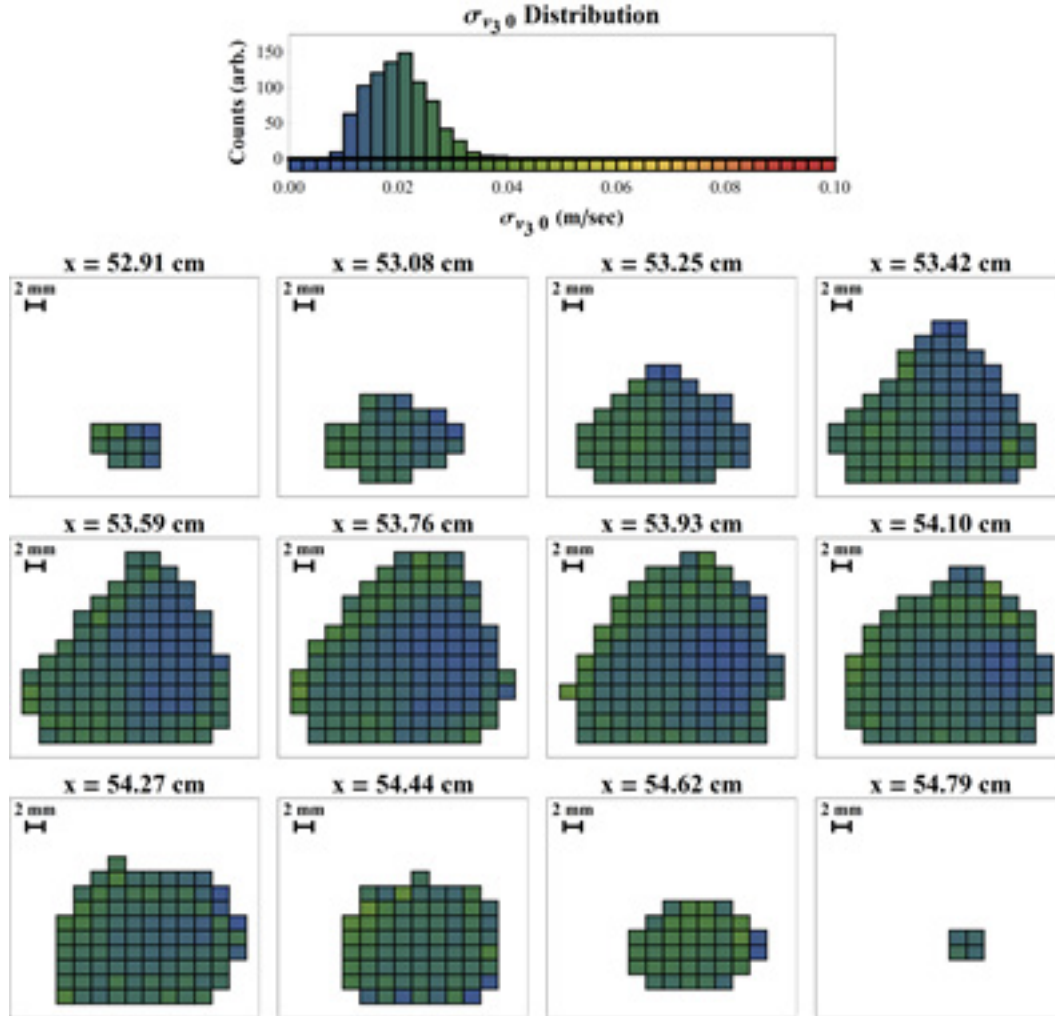 σv3 0 Distribution
Counts (arb.)
150
100
50
0
0.00 0.02 0.04 0.06 0.08 0.10
σv3 0 (m/sec)
x = 52.91 cm x = 53.08 cm x = 53.25 cm x = 53.42 cm
2 mm 2 mm 2 mm 2 mm
x = 53.59 cm x = 53.76 cm x = 53.93 cm x = 54.10 cm
2 mm 2 mm 2 mm 2 mm
x = 54.27 cm x = 54.44 cm x = 54.62 cm x = 54.79 cm
2 mm 2 mm 2 mm 2 mm